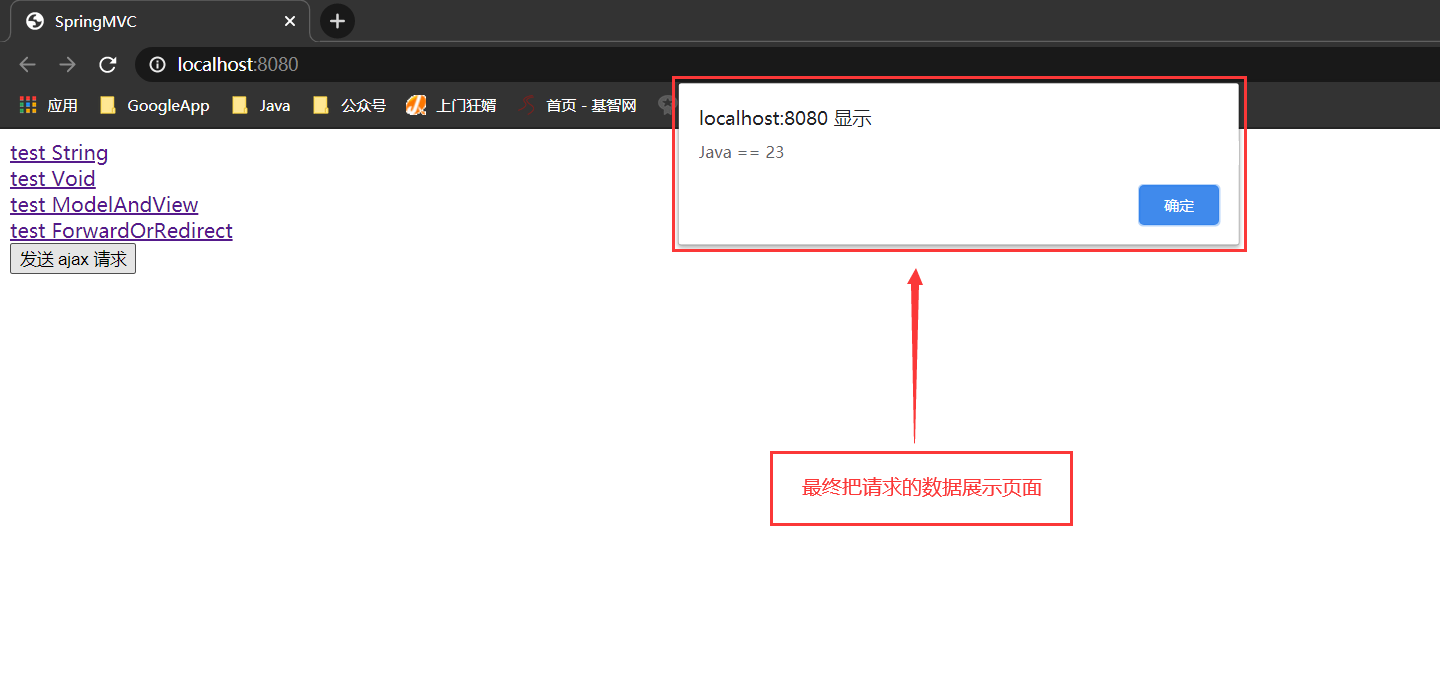 SpringMVC
localhost:8080
应用 GoogleApp Java 公众号 上门狂婿 首页 - 基智网
localhost:8080 显示
Java == 23
确定
test String
test Void
test ModelAndView
test ForwardOrRedirect
发送 ajax 请求
最终把请求的数据展示页面